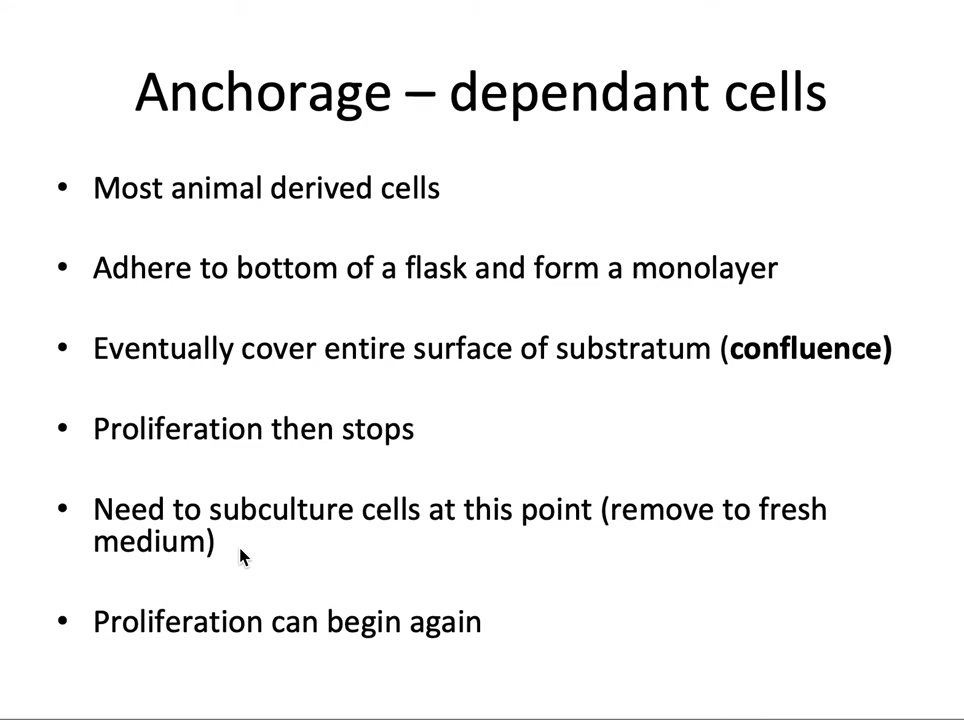 Anchorage – dependant cells
• Most animal derived cells
• Adhere to bottom of a flask and form a monolayer
• Eventually cover entire surface of substratum (confluence)
• Proliferation then stops
• Need to subculture cells at this point (remove to fresh
medium)
• Proliferation can begin again